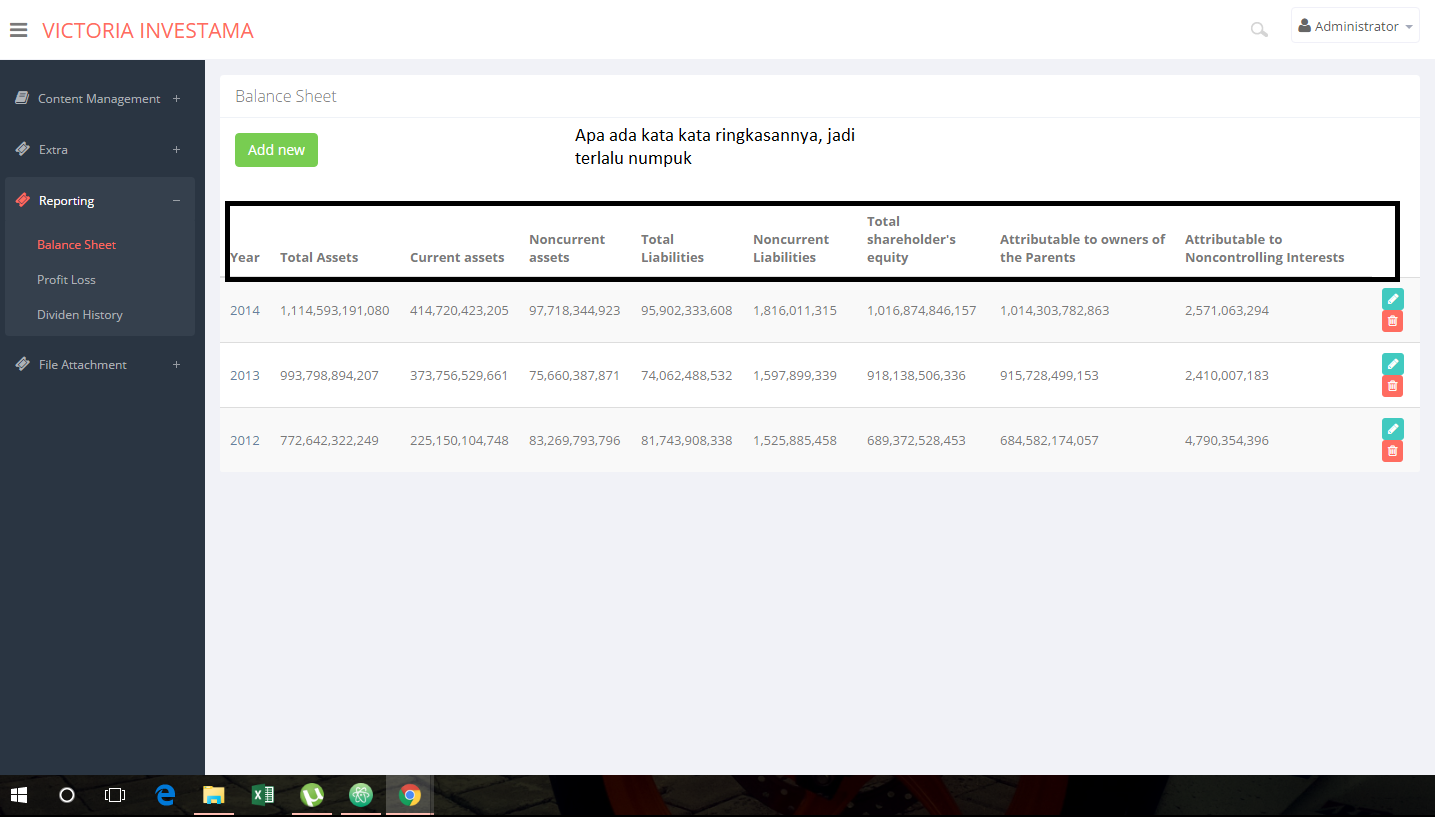 VICTORIA INVESTAMA
Administrator
Content Management +
Extra +
Reporting −
Balance Sheet
Profit Loss
Dividen History
File Attachment +
Balance Sheet
Add new
Apa ada kata kata ringkasannya, jadi
terlalu numpuk
Year Total Assets Current assets Noncurrent assets Total Liabilities Noncurrent Liabilities Total shareholder's equity Attributable to owners of the Parents Attributable to Noncontrolling Interests
2014 1,114,593,191,080 414,720,423,205 97,718,344,923 95,902,333,608 1,816,011,315 1,016,874,846,157 1,014,303,782,863 2,571,063,294
2013 993,798,894,207 373,756,529,661 75,660,387,871 74,062,488,532 1,597,899,339 918,138,506,336 915,728,499,153 2,410,007,183
2012 772,642,322,249 225,150,104,748 83,269,793,796 81,743,908,338 1,525,885,458 689,372,528,453 684,582,174,057 4,790,354,396